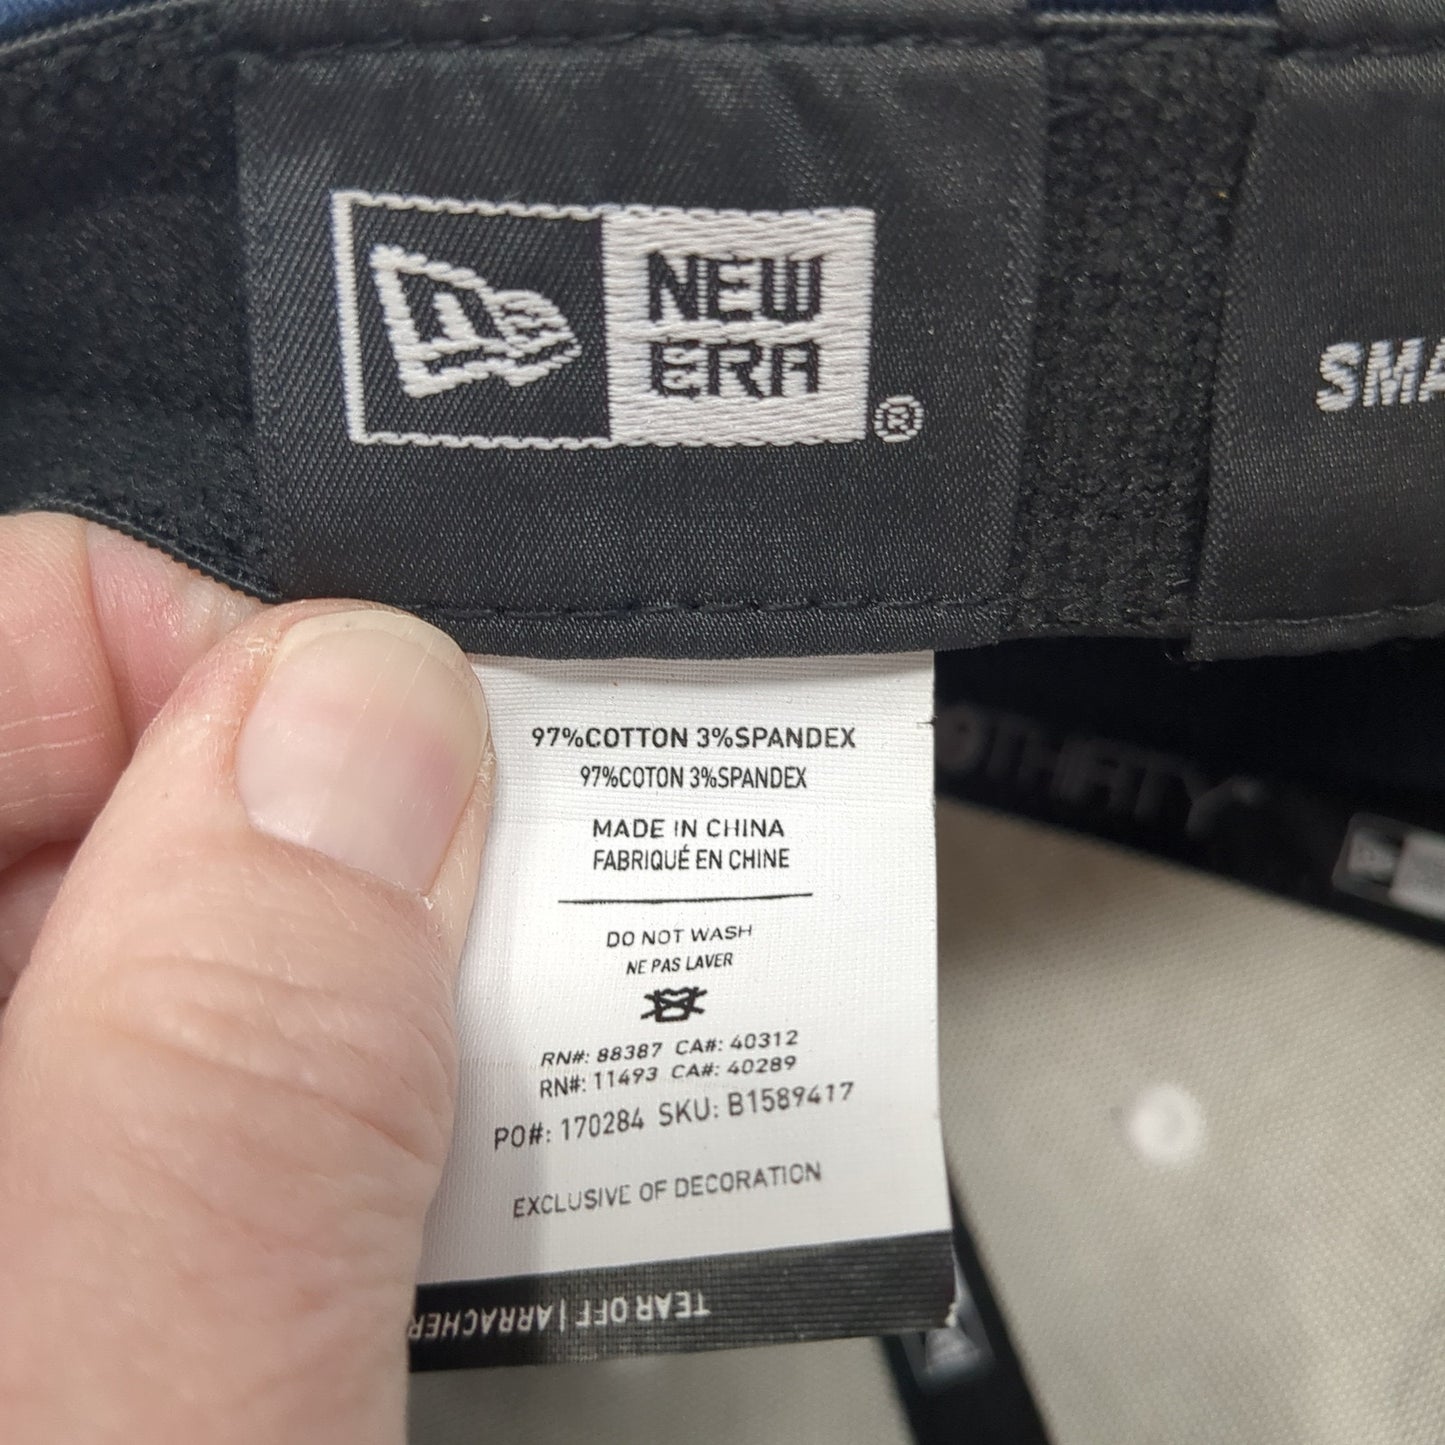 NEW
ERA
®
97%COTTON 3%SPANDEX
97%COTON 3%SPANDEX
MADE IN CHINA
FABRIQUÉ EN CHINE
DO NOT WASH
NE PAS LAVER
RN#: 88387 CA#: 40312
RN#: 11493 CA#: 40289
PO#: 170284 SKU: B1589417
EXCLUSIVE OF DECORATION
TEAR OFF | ARRACHER
SMA
THIRTY